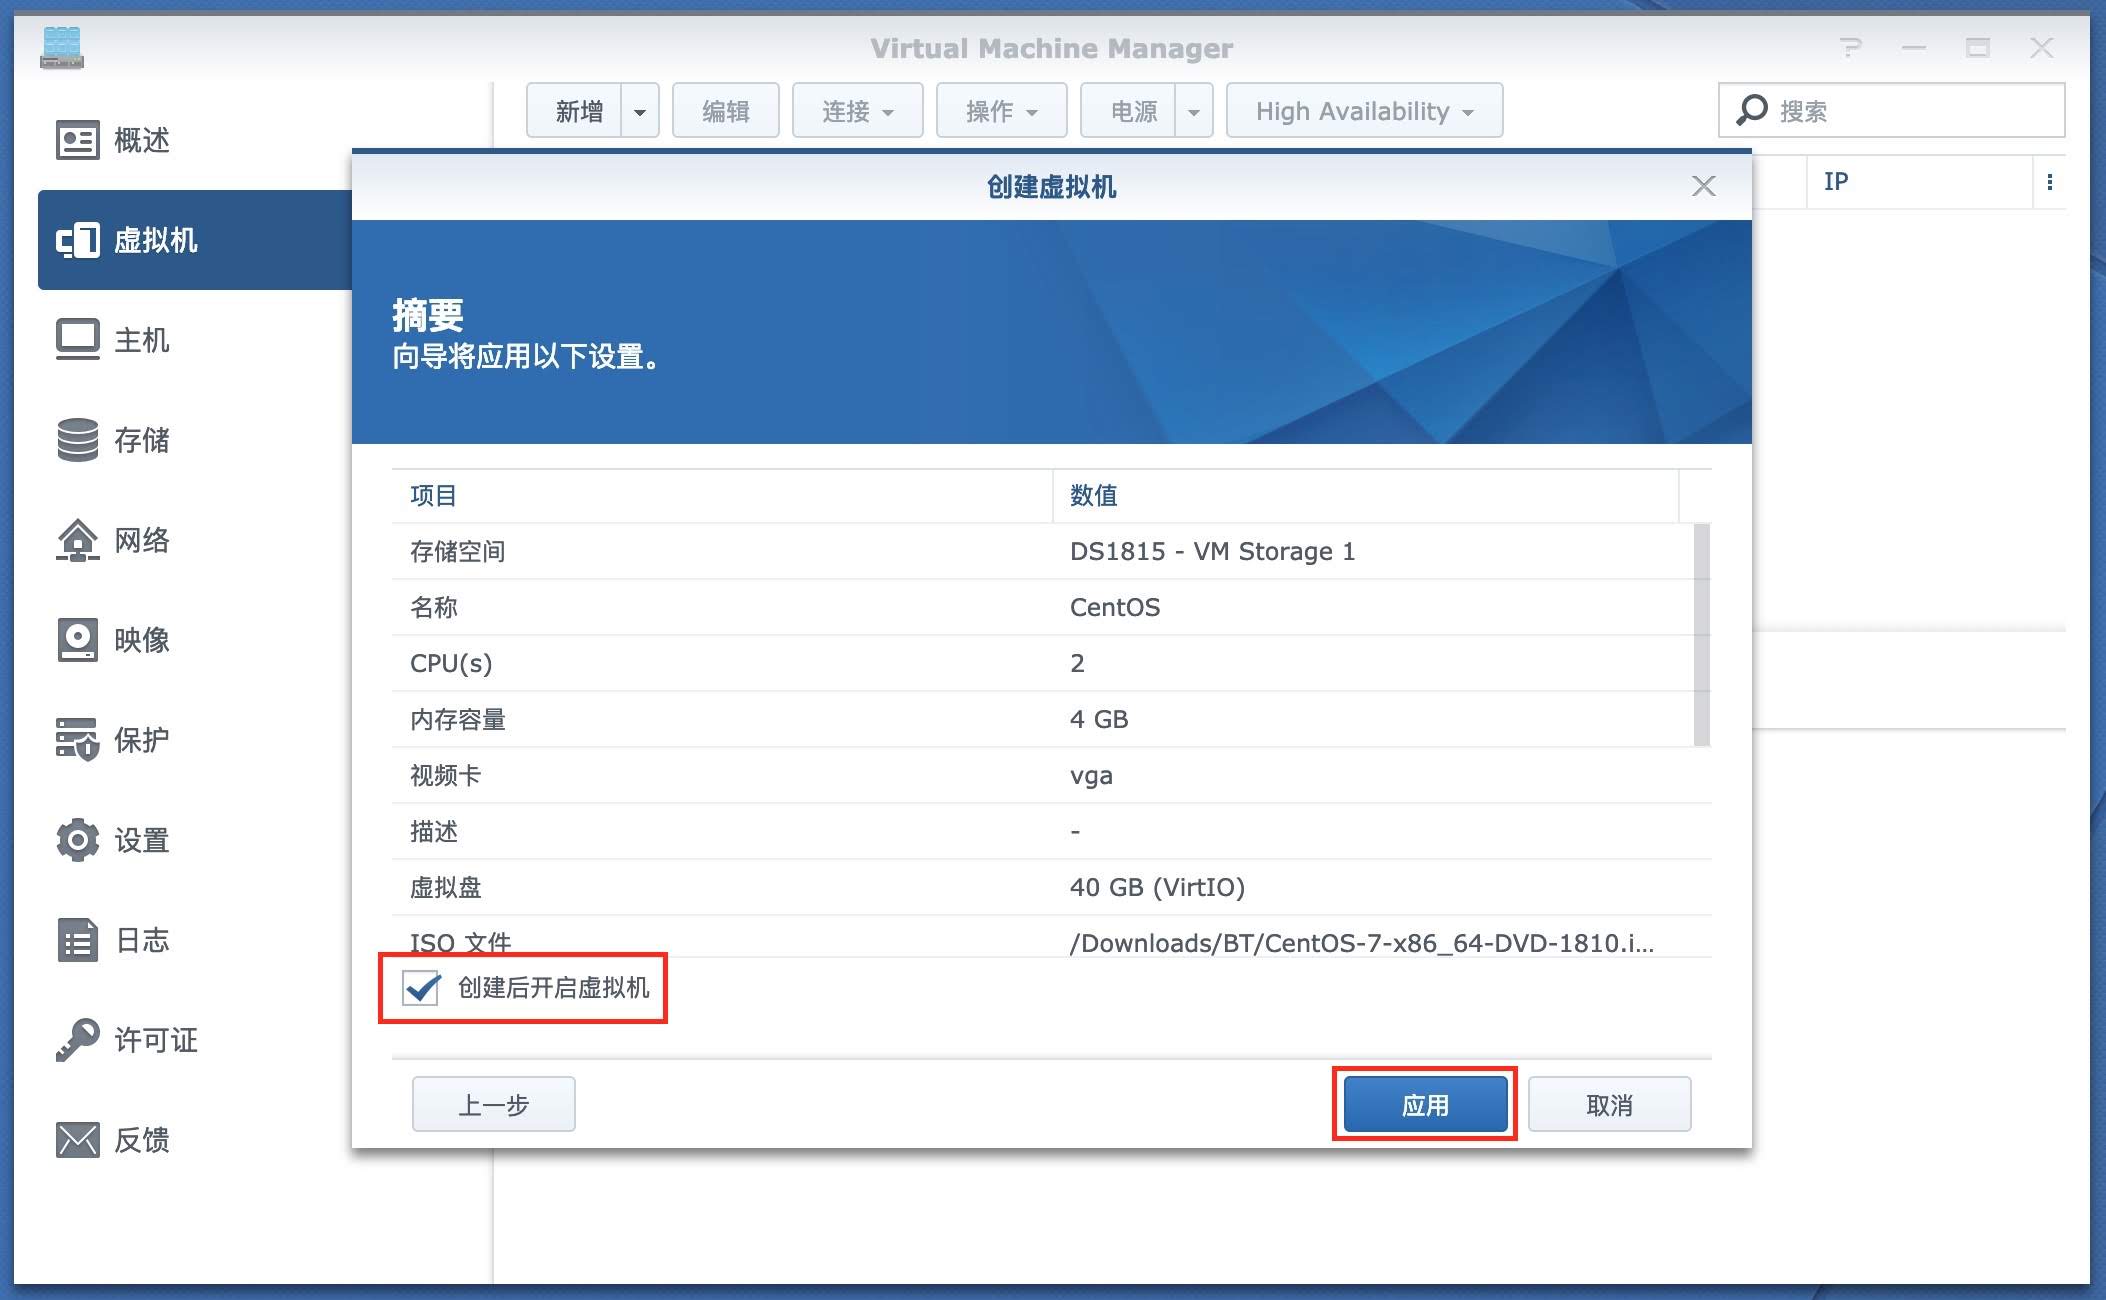 Virtual Machine Manager
新增 编辑 连接 操作 电源 High Availability 搜索
概述
虚拟机
主机
存储
网络
映像
保护
设置
日志
许可证
反馈
IP
创建虚拟机
摘要
向导将应用以下设置。
项目 数值
存储空间 DS1815 - VM Storage 1
名称 CentOS
CPU(s) 2
内存容量 4 GB
视频卡 vga
描述 -
虚拟盘 40 GB (VirtIO)
ISO 文件 /Downloads/BT/CentOS-7-x86_64-DVD-1810.i...
创建后开启虚拟机
上一步 应用 取消